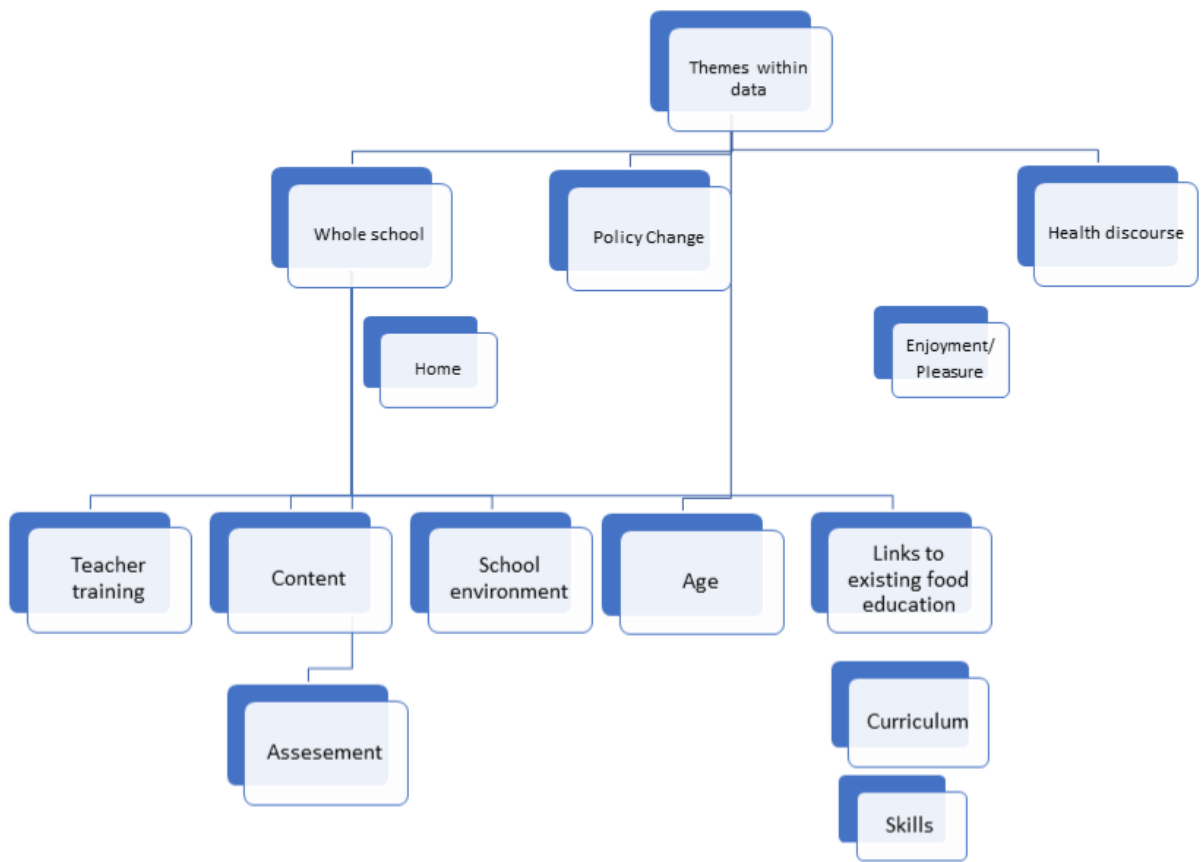 Themes within
data
Whole school
Policy Change
Health discourse
Home
Enjoyment/
Pleasure
Teacher
training
Content
School
environment
Age
Links to
existing food
education
Assesement
Curriculum
Skills